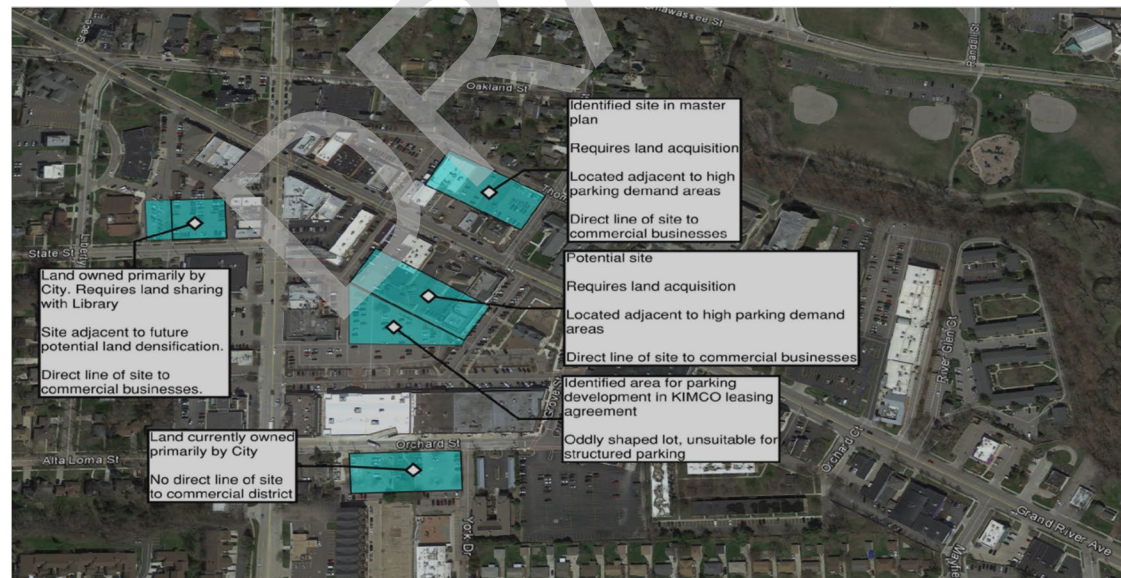 DRA
hiawassee St
Grace
Oakland St
Randall St
Thom
State St
Liberty
Identified site in master
plan
Requires land acquisition
Located adjacent to high
parking demand areas
Direct line of site to
commercial businesses
Potential site
Requires land acquisition
Located adjacent to high parking demand
areas
Direct line of site to commercial businesses
Land owned primarily by
City. Requires land sharing
with Library
Site adjacent to future
potential land densification.
Direct line of site to
commercial businesses.
Identified area for parking
development in KIMCO leasing
agreement
Oddly shaped lot, unsuitable for
structured parking
Land currently owned
primarily by City
No direct line of site
to commercial district
River Glen Ct
Grove St
Orchard St
Alta Loma St
Orchard Ct
York Dr
Grand River Ave
Mayfie